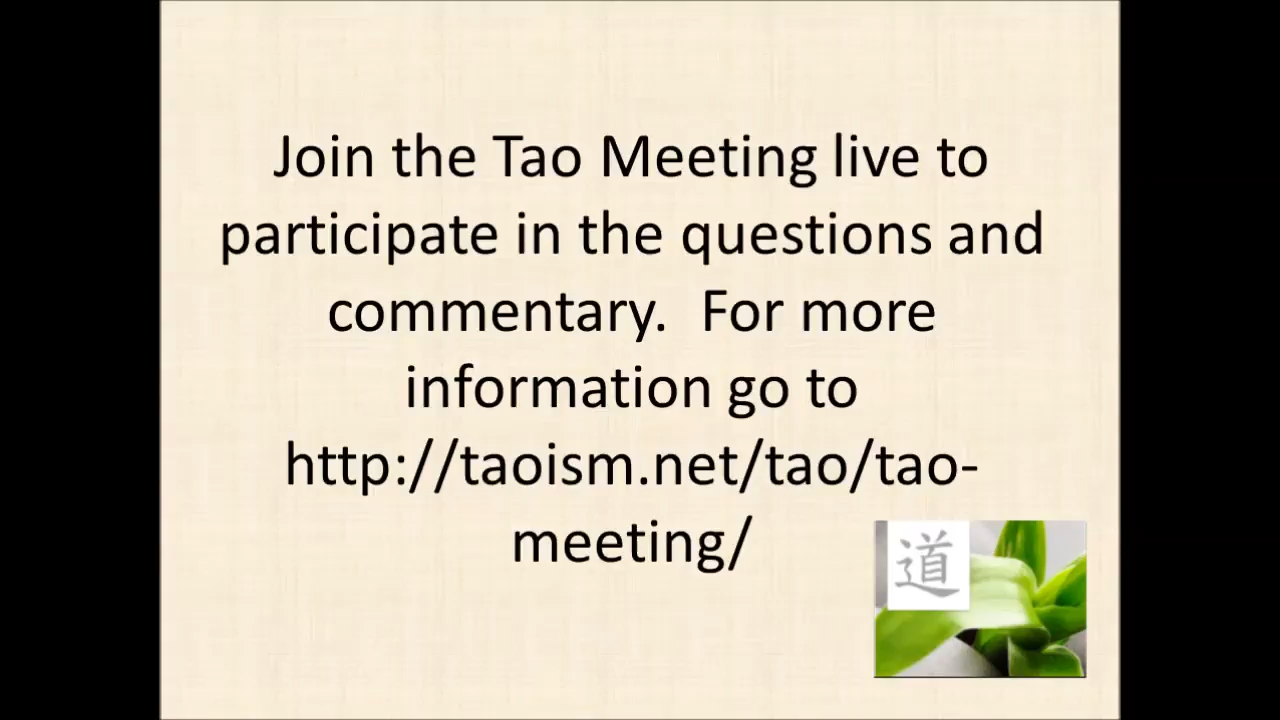 Join the Tao Meeting live to
participate in the questions and
commentary.  For more
information go to
http://taoism.net/tao/tao-
meeting/
道